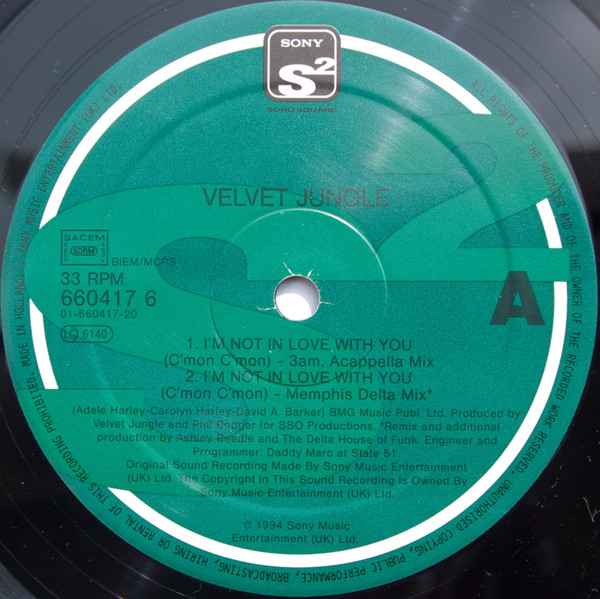 SONY
S2
SOHO SQUARE
VELVET JUNGLE
SACEM
SDRM
BIEM/MCPS
33 RPM
660417 6
01-660417-20
LC 6140
A
1. I'M NOT IN LOVE WITH YOU
(C'mon C'mon) - 3am. Acappella Mix
2. I'M NOT IN LOVE WITH YOU
(C'mon C'mon) - Memphis Delta Mix*
(Adele Harley-Carolyn Harley-David A. Barker) BMG Music Publ. Ltd. Produced by
Velvet Jungle and Phil Bodger for SSO Productions. *Remix and additional
production by Ashley Beedle and The Delta House of Funk. Engineer and
Programmer: Daddy Marc at State 51
Original Sound Recording Made By Sony Music Entertainment
(UK) Ltd. The Copyright in This Sound Recording Is Owned By
Sony Music Entertainment (UK) Ltd.
© 1994 Sony Music
Entertainment (UK) Ltd.
ALL RIGHTS OF THE PRODUCER AND OF THE OWNER OF THE RECORDED WORK RESERVED. UNAUTHORISED COPYING, PUBLIC PERFORMANCE, BROADCASTING, HIRING OR RENTAL OF THIS RECORDING PROHIBITED. MADE IN HOLLAND. SONY MUSIC ENTERTAINMENT (UK) LTD.